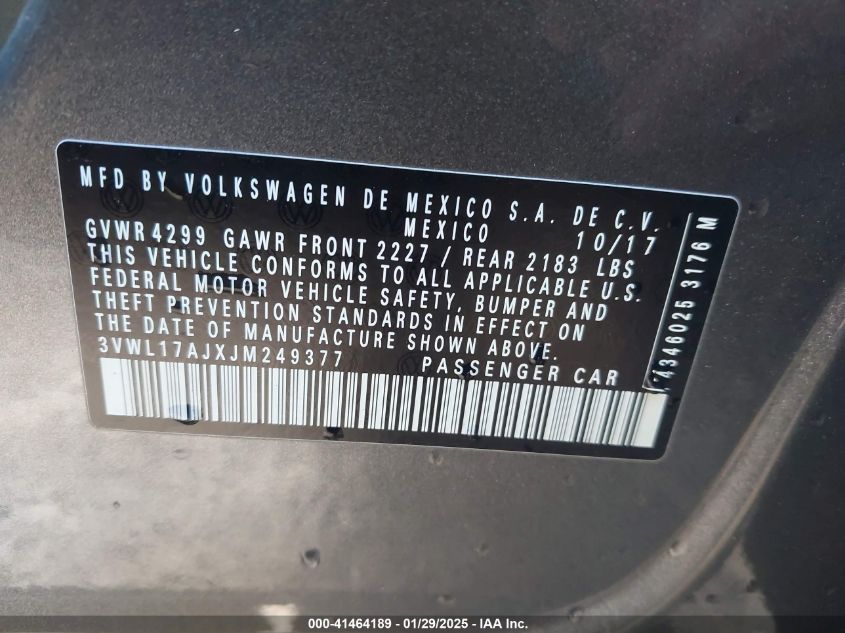 MFD BY VOLKSWAGEN DE MEXICO S.A. DE C.V.
MEXICO 10/17
GVWR 4299 GAWR FRONT 2227 / REAR 2183 LBS
THIS VEHICLE CONFORMS TO ALL APPLICABLE U.S.
FEDERAL MOTOR VEHICLE SAFETY, BUMPER AND
THEFT PREVENTION STANDARDS IN EFFECT ON
THE DATE OF MANUFACTURE SHOWN ABOVE.
3VWL17AJXJM249377 PASSENGER CAR
4346025 3176 M
000-41464189 - 01/29/2025 - IAA Inc.